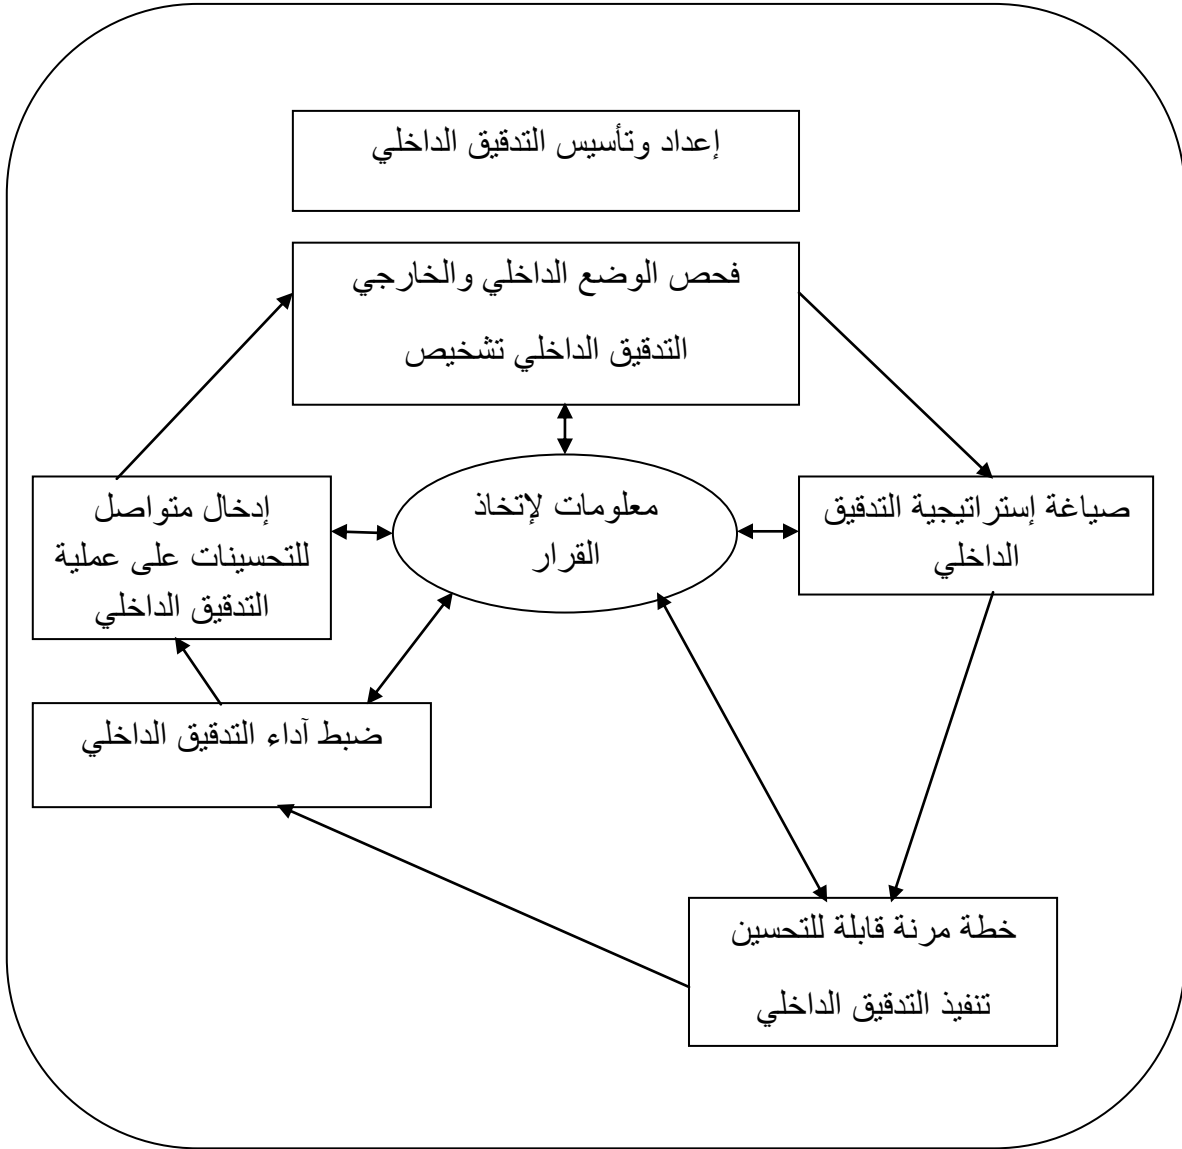 إعداد وتأسيس التدقيق الداخلي
فحص الوضع الداخلي والخارجي
التدقيق الداخلي تشخيص
صياغة إستراتيجية التدقيق
الداخلي
معلومات لإتخاذ
القرار
إدخال متواصل
للتحسينات على عملية
التدقيق الداخلي
ضبط آداء التدقيق الداخلي
خطة مرنة قابلة للتحسين
تنفيذ التدقيق الداخلي